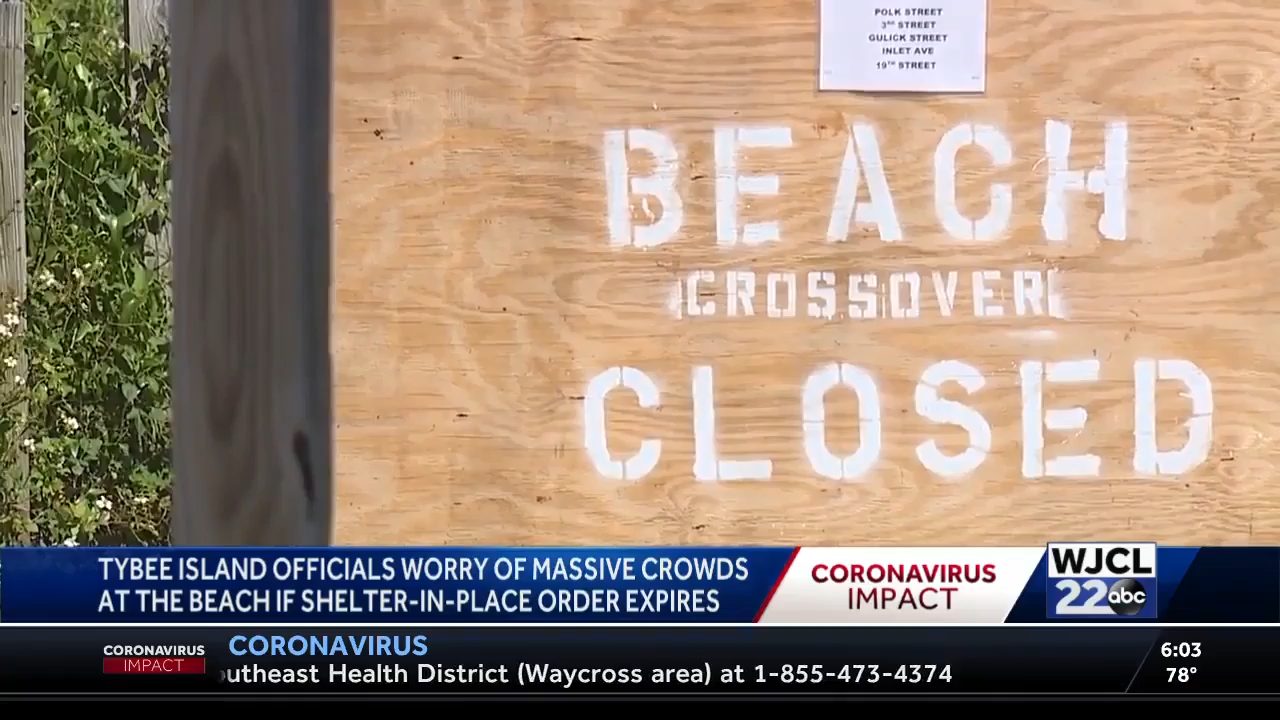 POLK STREET
3RD STREET
GULICK STREET
INLET AVE
19TH STREET
BEACH
CROSSOVER
CLOSED
TYBEE ISLAND OFFICIALS WORRY OF MASSIVE CROWDS
AT THE BEACH IF SHELTER-IN-PLACE ORDER EXPIRES
CORONAVIRUS
IMPACT
WJCL
22 abc
CORONAVIRUS
IMPACT
CORONAVIRUS
outheast Health District (Waycross area) at 1-855-473-4374
6:03
78°